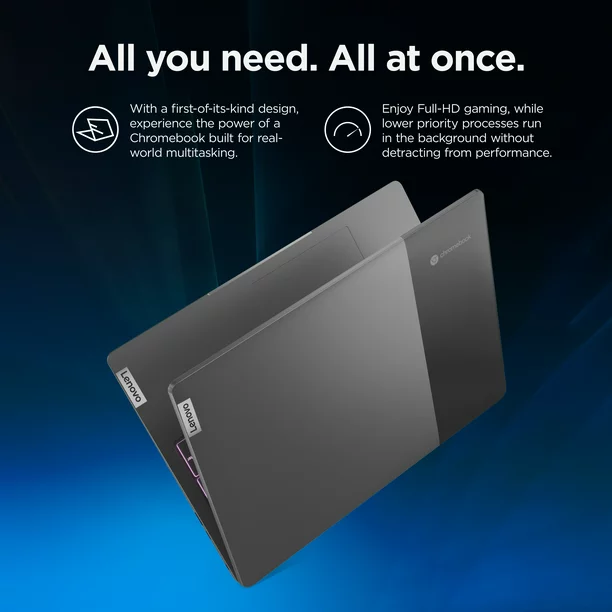 All you need. All at once.
With a first-of-its-kind design,
experience the power of a
Chromebook built for real-
world multitasking.
Enjoy Full-HD gaming, while
lower priority processes run
in the background without
detracting from performance.
chromebook
Lenovo
Lenovo